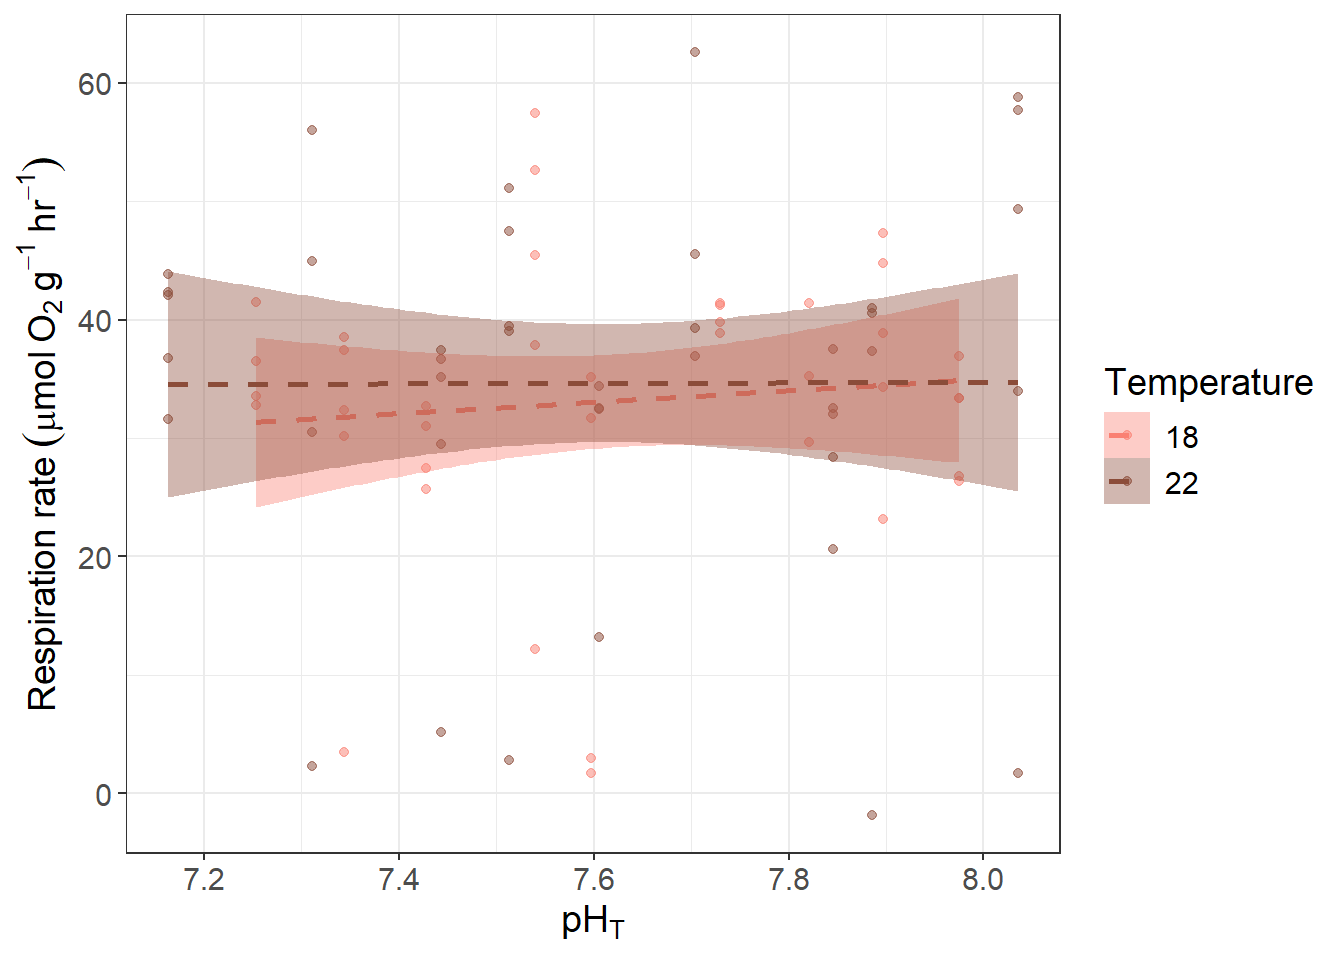 Respiration rate (μmol O₂ g⁻¹ hr⁻¹)
60
40
20
0
7.2 7.4 7.6 7.8 8.0
pH_T
Temperature
18
22